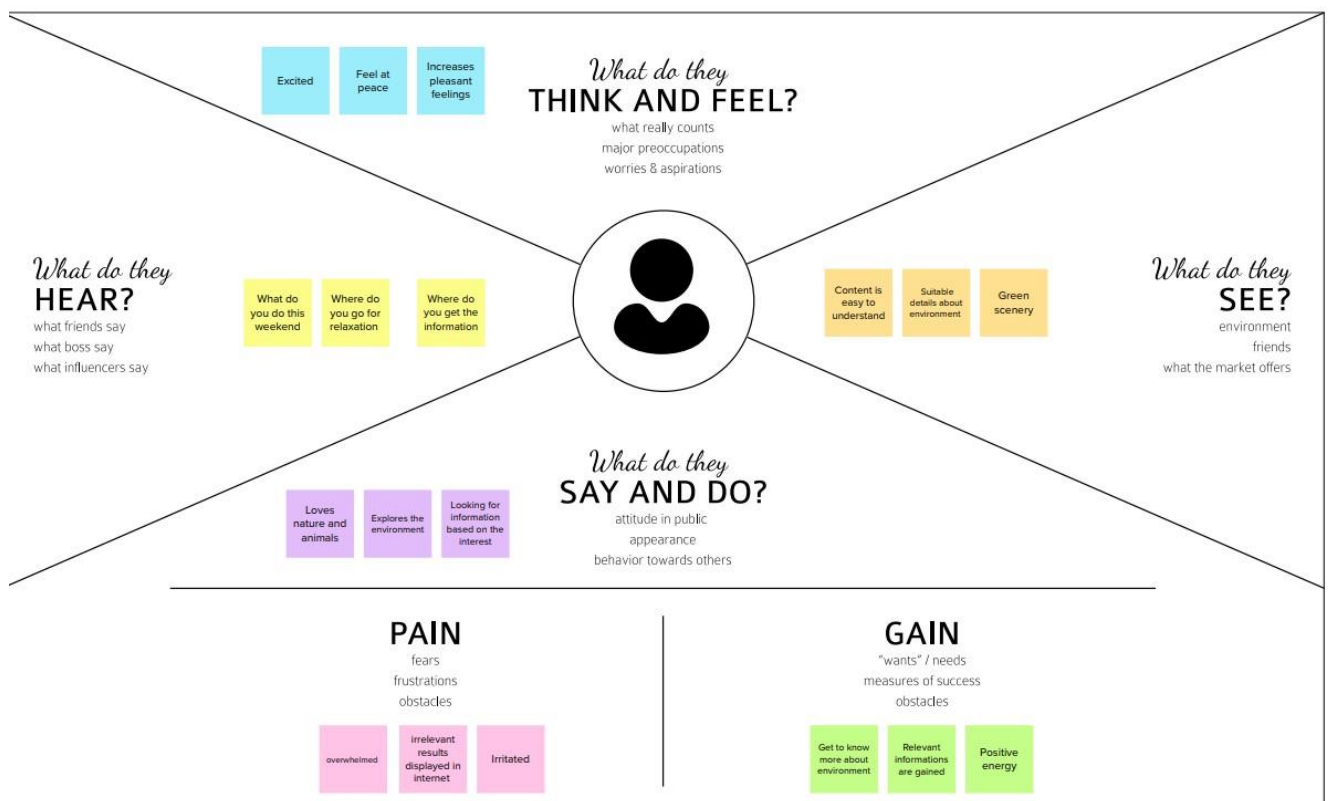 Excited
Feel at
peace
Increases
pleasant
feelings
What do they
THINK AND FEEL?
what really counts
major preoccupations
worries & aspirations
What do they
HEAR?
what friends say
what boss say
what influencers say
What do
you do this
weekend
Where do
you go for
relaxation
Where do
you get the
information
Content is
easy to
understand
Suitable
details about
environment
Green
scenery
What do they
SEE?
environment
friends
what the market offers
Loves
nature and
animals
Explores the
environment
Looking for
information
based on the
interest
What do they
SAY AND DO?
attitude in public
appearance
behavior towards others
PAIN
fears
frustrations
obstacles
overwhelmed
irrelevant
results
displayed in
internet
Irritated
GAIN
"wants" / needs
measures of success
obstacles
Get to know
more about
environment
Relevant
informations
are gained
Positive
energy